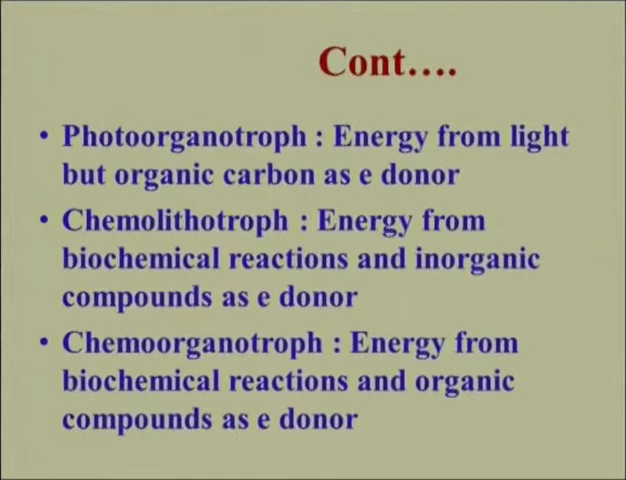 Cont....
• Photoorganotroph : Energy from light
but organic carbon as e donor
• Chemolithotroph : Energy from
biochemical reactions and inorganic
compounds as e donor
• Chemoorganotroph : Energy from
biochemical reactions and organic
compounds as e donor